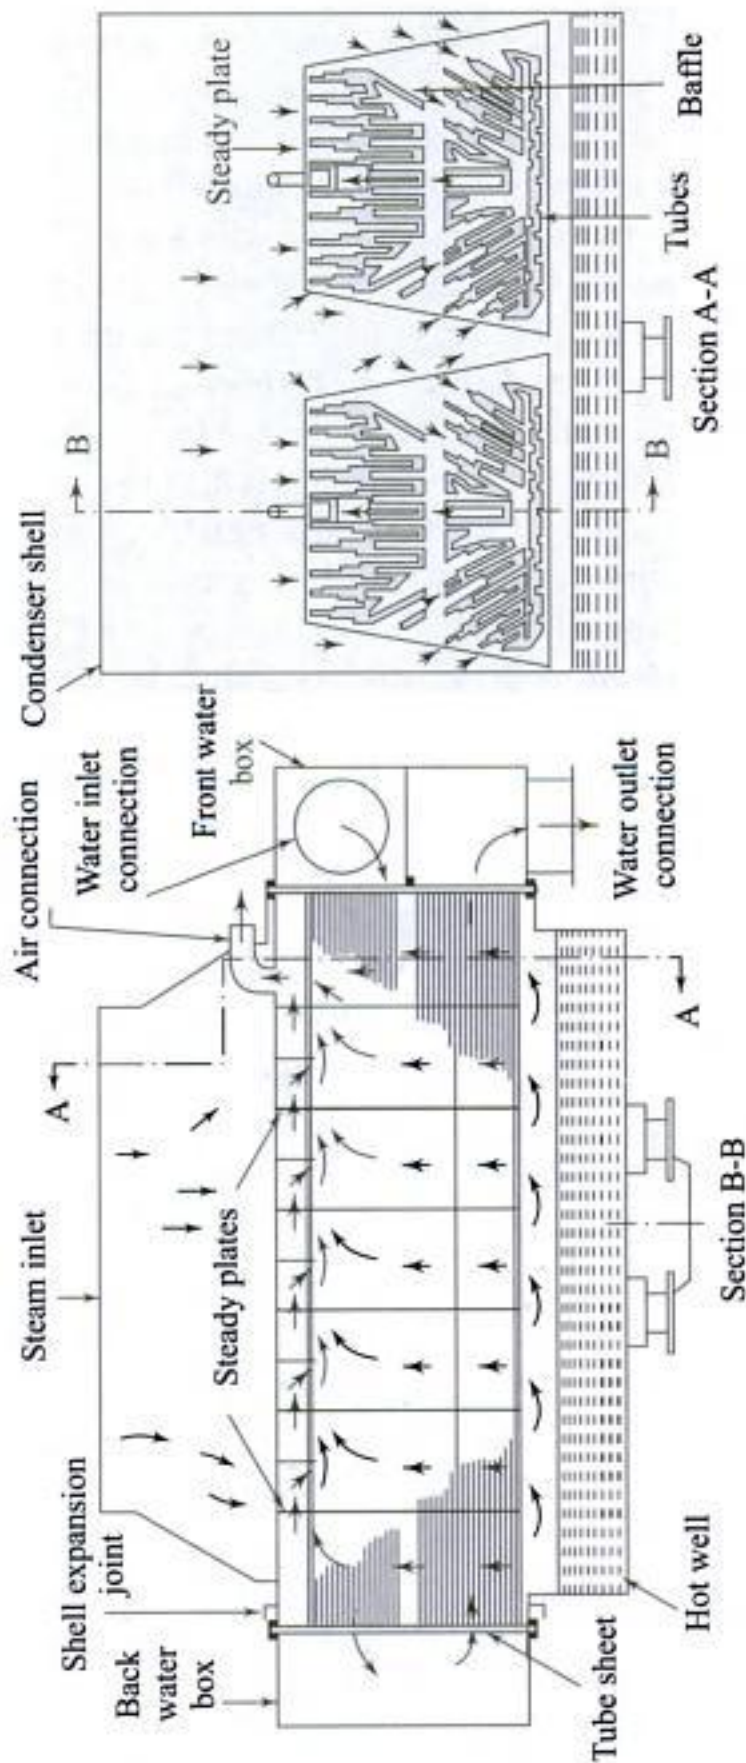 Steam inlet
Air connection
Water inlet
connection
Front water
box
Shell expansion
joint
Back
water
box
A
Steady plates
A
Tube sheet
Hot well
Water outlet
connection
Section B-B
Condenser shell
B
Steady plate
Baffle
Tubes
B
Section A-A